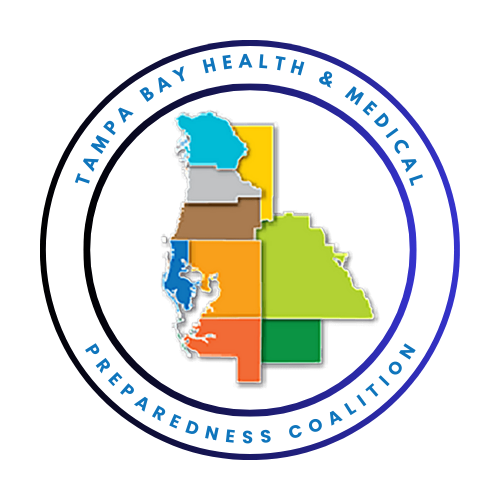 TAMPA BAY HEALTH & MEDICAL
PREPAREDNESS COALITION